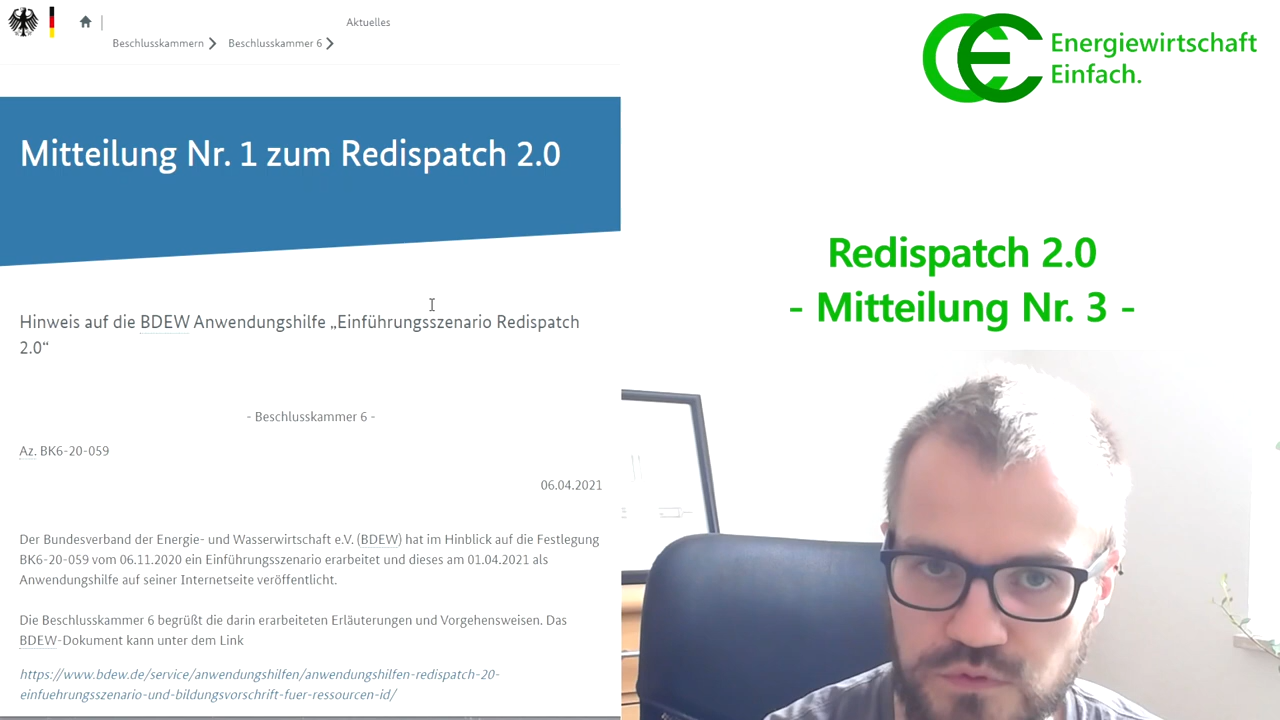 Aktuelles
Beschlusskammern
Beschlusskammer 6
Mitteilung Nr. 1 zum Redispatch 2.0
Hinweis auf die BDEW Anwendungshilfe „Einführungsszenario Redispatch
2.0“
- Beschlusskammer 6 -
Az. BK6-20-059
06.04.2021
Der Bundesverband der Energie- und Wasserwirtschaft e.V. (BDEW) hat im Hinblick auf die Festlegung
BK6-20-059 vom 06.11.2020 ein Einführungsszenario erarbeitet und dieses am 01.04.2021 als
Anwendungshilfe auf seiner Internetseite veröffentlicht.
Die Beschlusskammer 6 begrüßt die darin erarbeiteten Erläuterungen und Vorgehensweisen. Das
BDEW-Dokument kann unter dem Link
https://www.bdew.de/service/anwendungshilfen/anwendungshilfen-redispatch-20-
einfuehrungsszenario-und-bildungsvorschrift-fuer-ressourcen-id/
Energiewirtschaft
Einfach.
Redispatch 2.0
- Mitteilung Nr. 3 -